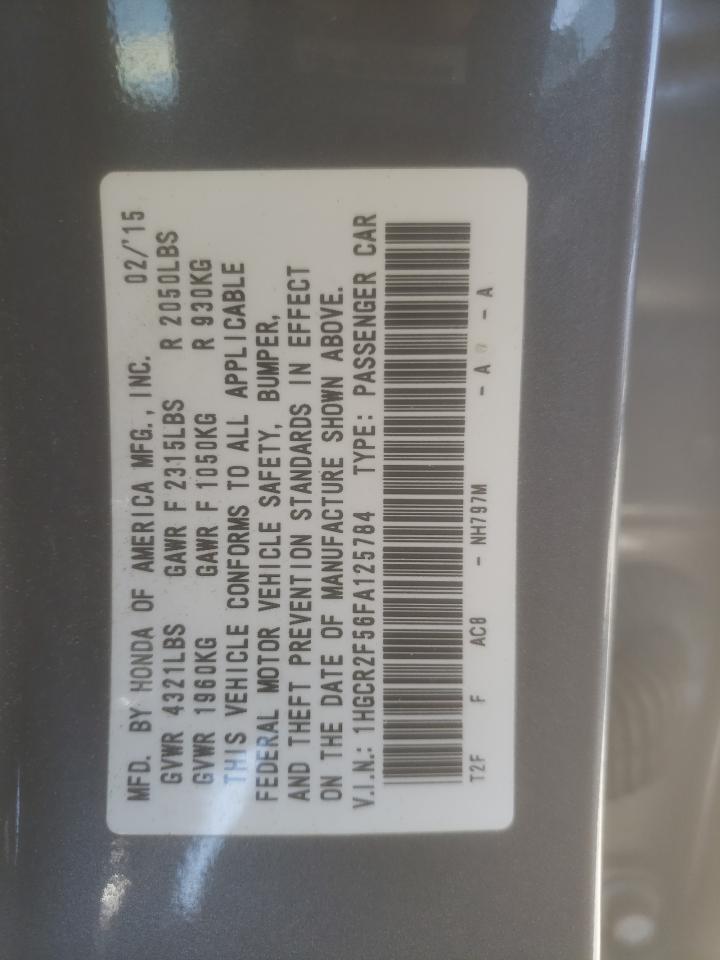 MFD. BY HONDA OF AMERICA MFG., INC. 02/'15
GVWR 4321LBS GAWR F 2315LBS R 2050LBS
GVWR 1960KG GAWR F 1050KG R 930KG
THIS VEHICLE CONFORMS TO ALL APPLICABLE
FEDERAL MOTOR VEHICLE SAFETY, BUMPER,
AND THEFT PREVENTION STANDARDS IN EFFECT
ON THE DATE OF MANUFACTURE SHOWN ABOVE.
V.I.N.: 1HGCR2F56FA125784 TYPE: PASSENGER CAR
T2F F AC8 - NH797M - A - A